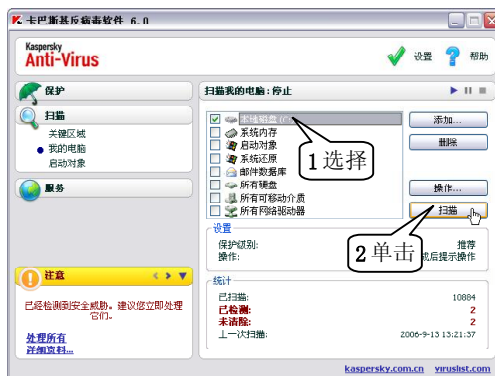 卡巴斯基反病毒软件 6.0
Kaspersky
Anti-Virus
设置
帮助
保护
扫描
关键区域
我的电脑
启动对象
服务
注意
已经检测到安全威胁。建议您立即处理
它们。
处理所有
详细资料...
扫描我的电脑:停止
本地磁盘 (C
系统内存
启动对象
系统还原
邮件数据库
所有硬盘
所有可移动介质
所有网络驱动器
添加...
删除
操作...
扫描
1选择
2单击
设置
保护级别: 推荐
操作: 成后提示操作
统计
已扫描: 10884
已检测: 2
未清除: 2
上一次扫描: 2006-9-13 13:21:37
kaspersky.com.cn viruslist.com